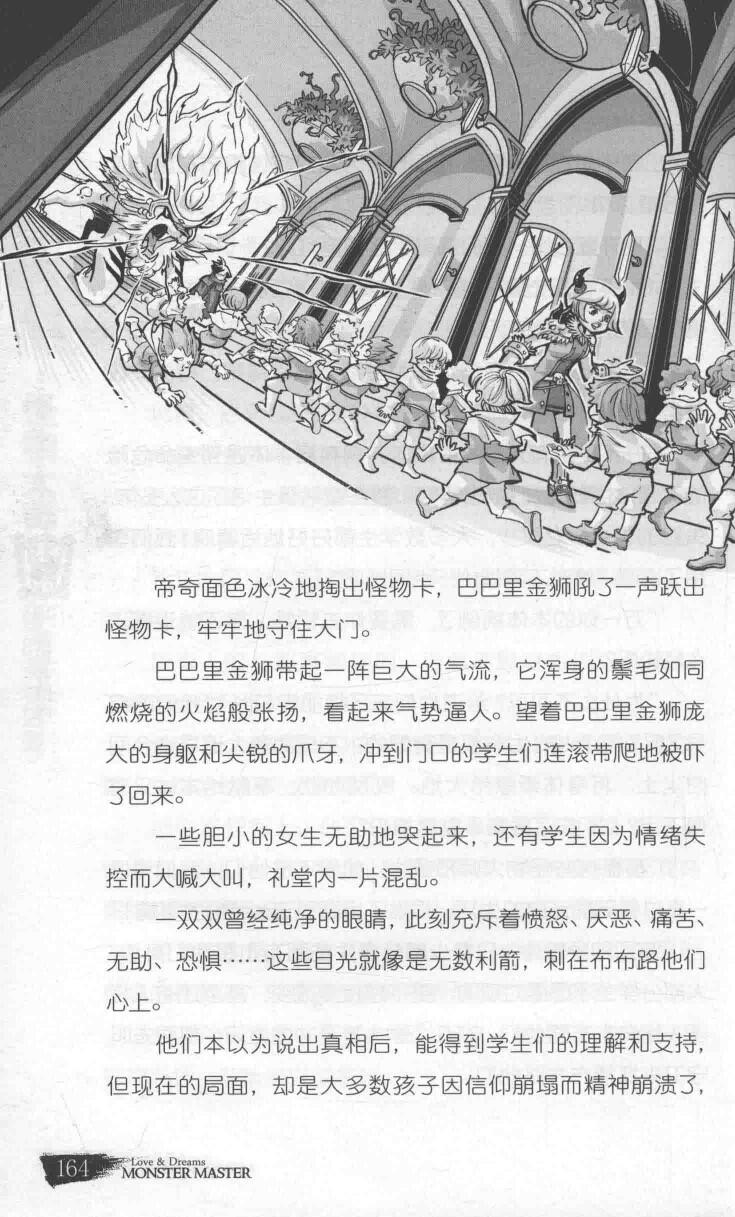 帝奇面色冰冷地掏出怪物卡，巴巴里金狮吼了一声跃出
怪物卡，牢牢地守住大门。
巴巴里金狮带起一阵巨大的气流，它浑身的鬃毛如同
燃烧的火焰般张扬，看起来气势逼人。望着巴巴里金狮庞
大的身躯和尖锐的爪牙，冲到门口的学生们连滚带爬地被吓
了回来。
一些胆小的女生无助地哭起来，还有学生因为情绪失
控而大喊大叫，礼堂内一片混乱。
一双双曾经纯净的眼睛，此刻充斥着愤怒、厌恶、痛苦、
无助、恐惧……这些目光就像是无数利箭，刺在布布路他们
心上。
他们本以为说出真相后，能得到学生们的理解和支持，
但现在的局面，却是大多数孩子因信仰崩塌而精神崩溃了，
164
Love & Dreams
MONSTER MASTER